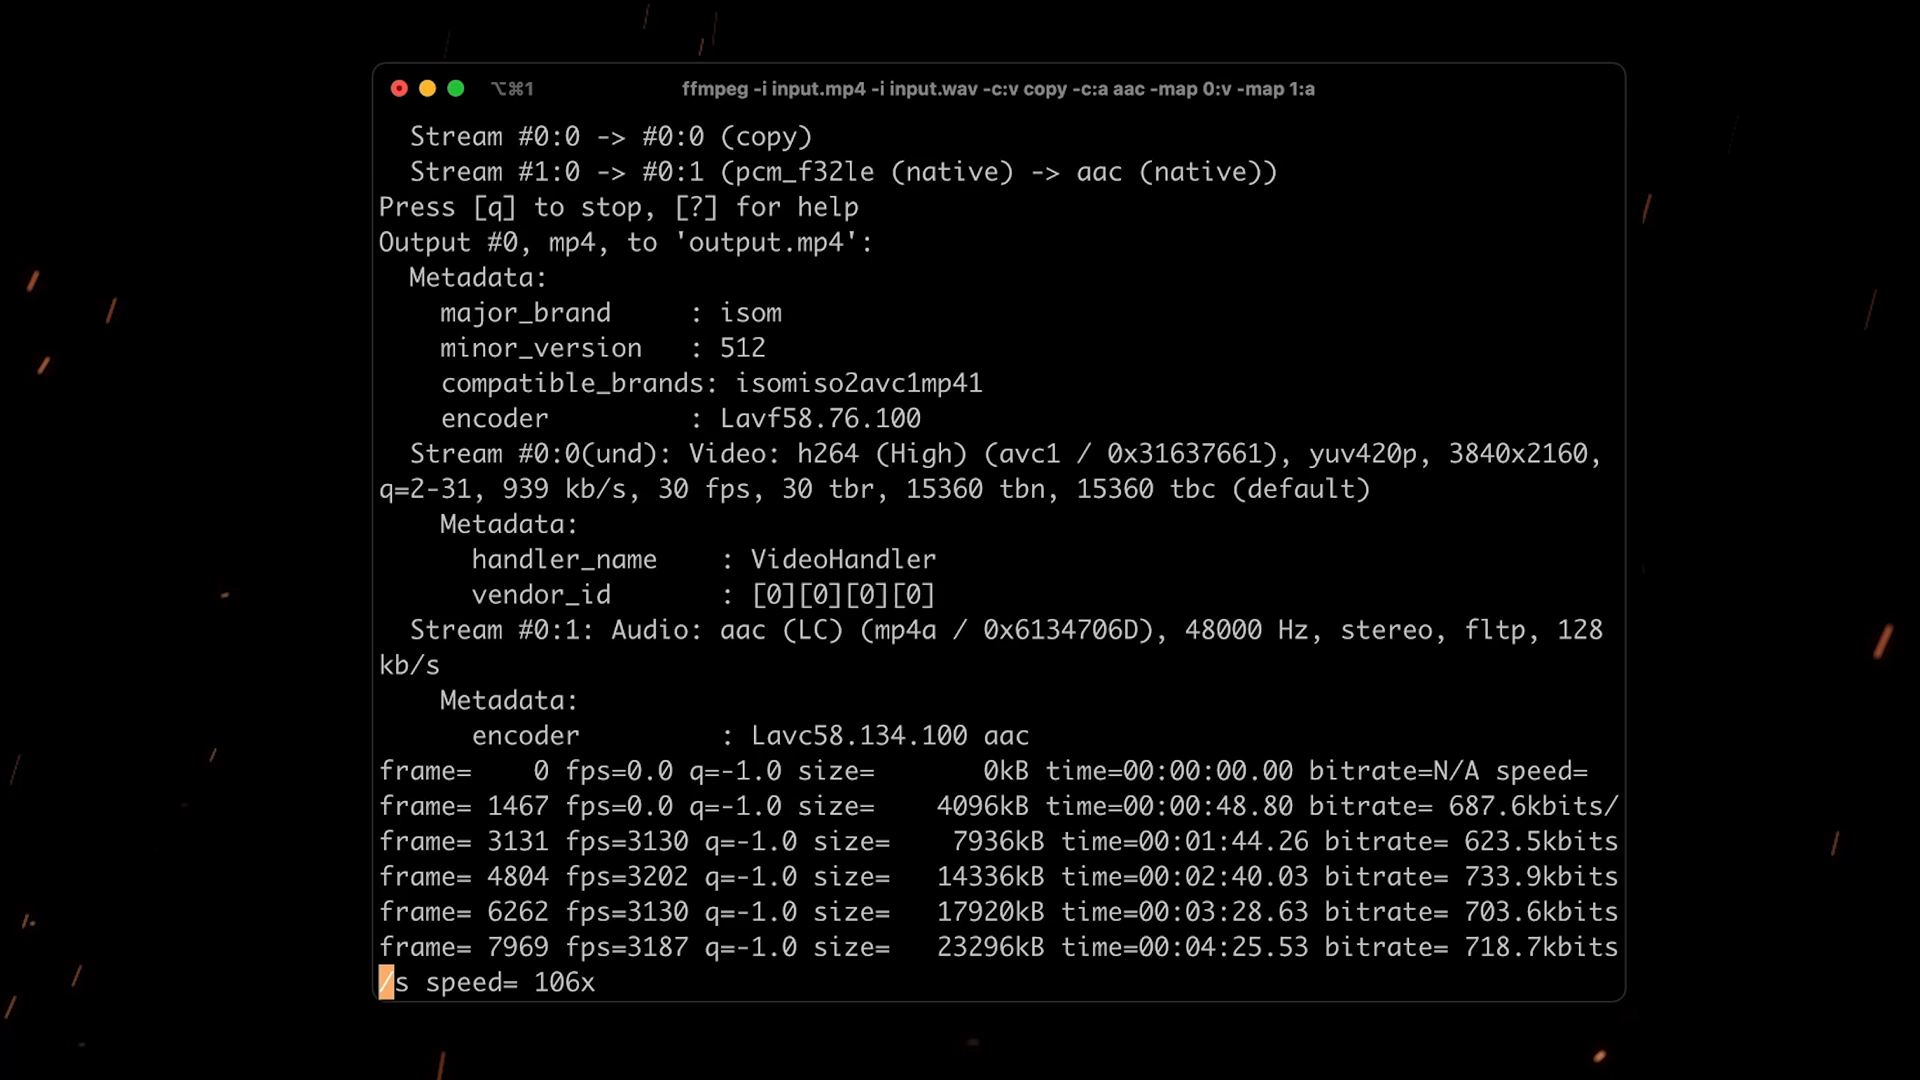 ⌥⌘1 ffmpeg -i input.mp4 -i input.wav -c:v copy -c:a aac -map 0:v -map 1:a
Stream #0:0 -> #0:0 (copy)
Stream #1:0 -> #0:1 (pcm_f32le (native) -> aac (native))
Press [q] to stop, [?] for help
Output #0, mp4, to 'output.mp4':
Metadata:
major_brand     : isom
minor_version   : 512
compatible_brands: isomiso2avc1mp41
encoder         : Lavf58.76.100
Stream #0:0(und): Video: h264 (High) (avc1 / 0x31637661), yuv420p, 3840x2160,
q=2-31, 939 kb/s, 30 fps, 30 tbr, 15360 tbn, 15360 tbc (default)
Metadata:
handler_name    : VideoHandler
vendor_id       : [0][0][0][0]
Stream #0:1: Audio: aac (LC) (mp4a / 0x6134706D), 48000 Hz, stereo, fltp, 128
kb/s
Metadata:
encoder         : Lavc58.134.100 aac
frame=    0 fps=0.0 q=-1.0 size=       0kB time=00:00:00.00 bitrate=N/A speed=
frame= 1467 fps=0.0 q=-1.0 size=    4096kB time=00:00:48.80 bitrate= 687.6kbits/
frame= 3131 fps=3130 q=-1.0 size=    7936kB time=00:01:44.26 bitrate= 623.5kbits
frame= 4804 fps=3202 q=-1.0 size=   14336kB time=00:02:40.03 bitrate= 733.9kbits
frame= 6262 fps=3130 q=-1.0 size=   17920kB time=00:03:28.63 bitrate= 703.6kbits
frame= 7969 fps=3187 q=-1.0 size=   23296kB time=00:04:25.53 bitrate= 718.7kbits
/s speed= 106x